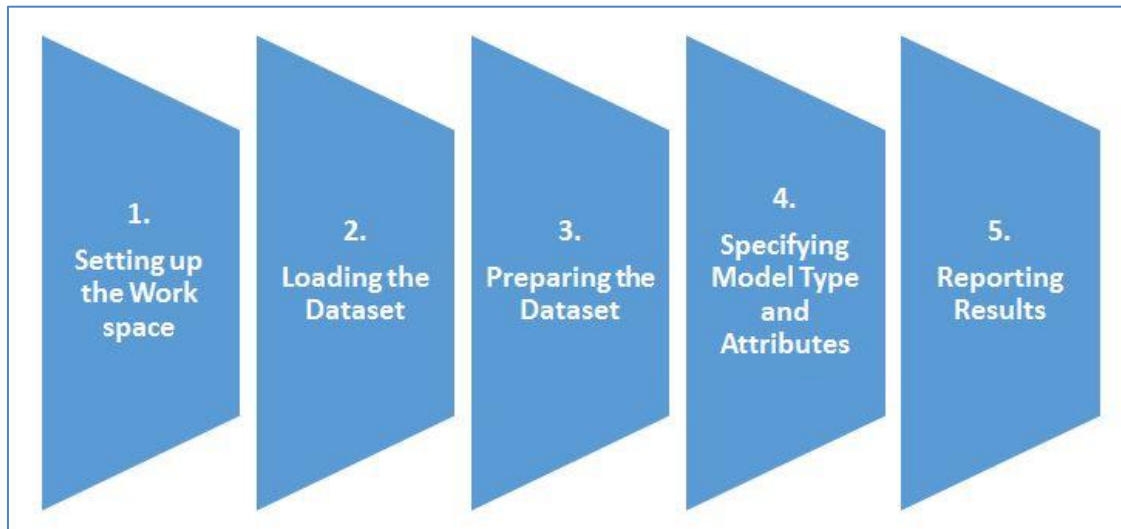 1.
Setting up
the Work
space
2.
Loading the
Dataset
3.
Preparing the
Dataset
4.
Specifying
Model Type
and
Attributes
5.
Reporting
Results